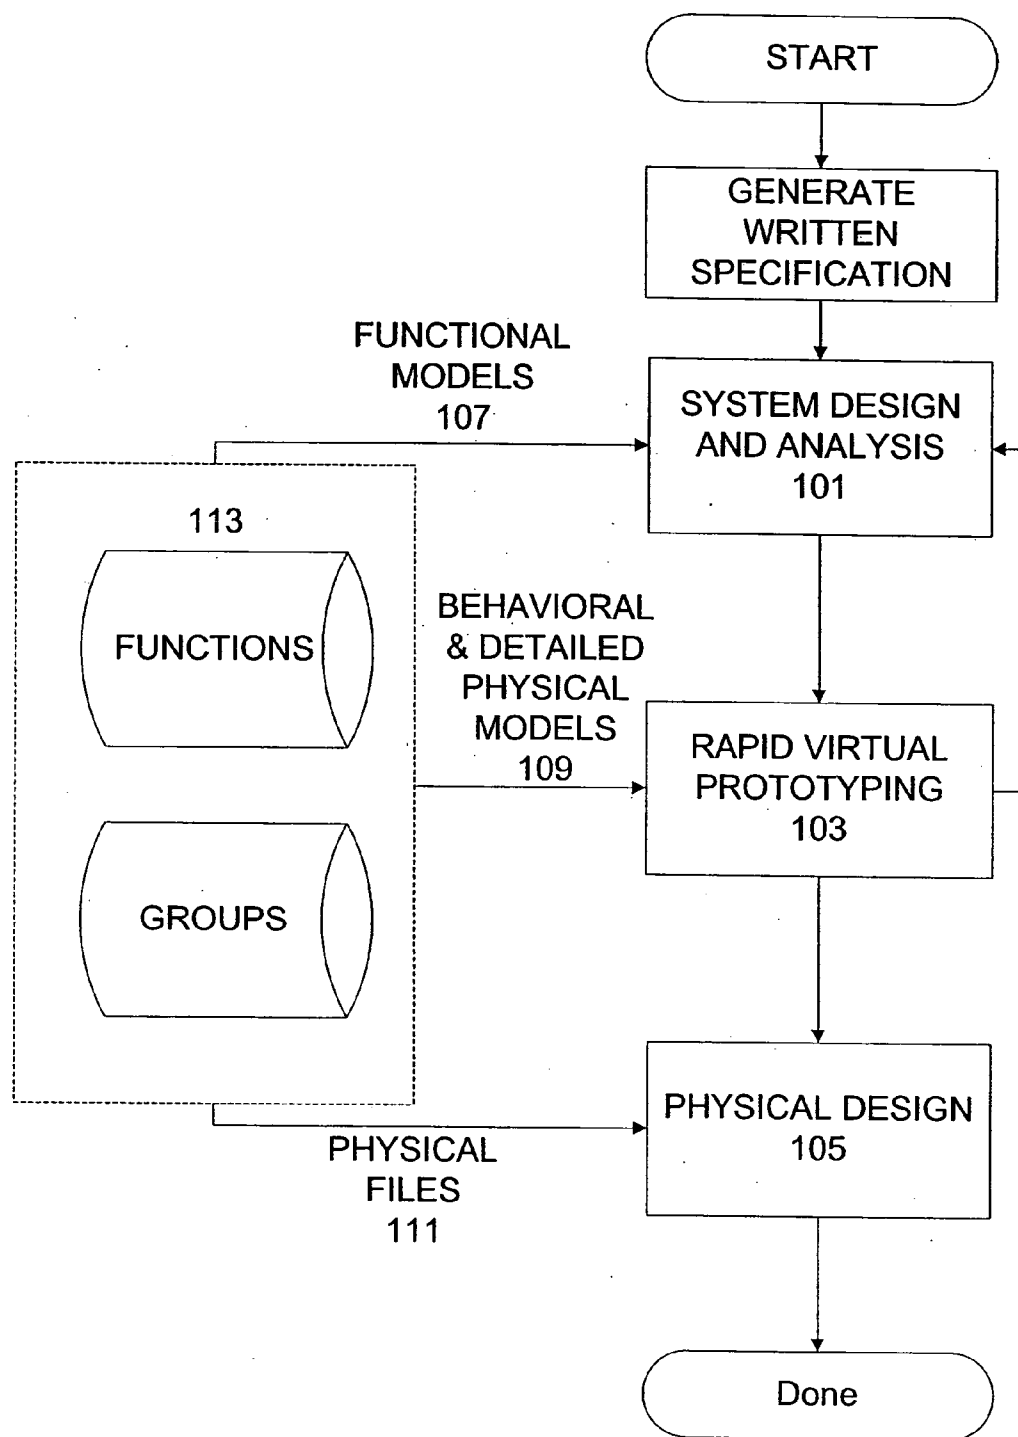 START
GENERATE
WRITTEN
SPECIFICATION
FUNCTIONAL
MODELS
107
SYSTEM DESIGN
AND ANALYSIS
101
113
FUNCTIONS
BEHAVIORAL
& DETAILED
PHYSICAL
MODELS
109
RAPID VIRTUAL
PROTOTYPING
103
GROUPS
PHYSICAL DESIGN
105
PHYSICAL
FILES
111
Done